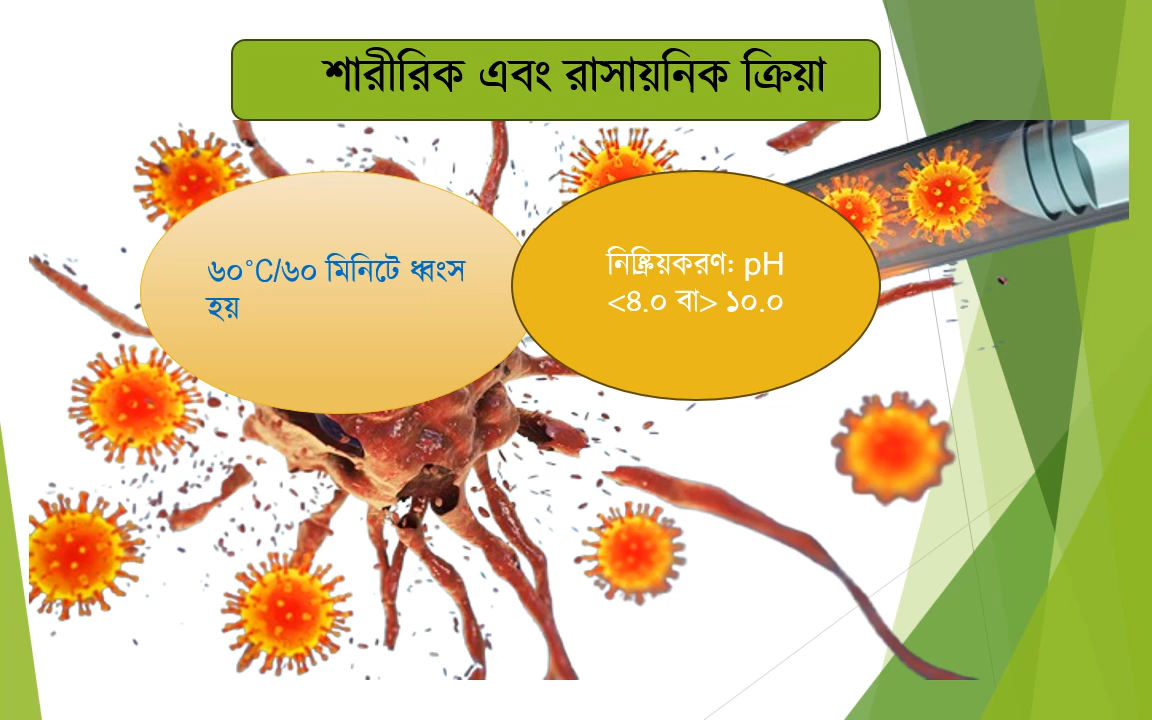 শারীরিক এবং রাসায়নিক ক্রিয়া
৬০°C/৬০ মিনিটে ধ্বংস
হয়
নিষ্ক্রিয়করণ: pH
<৪.০ বা> ১০.০